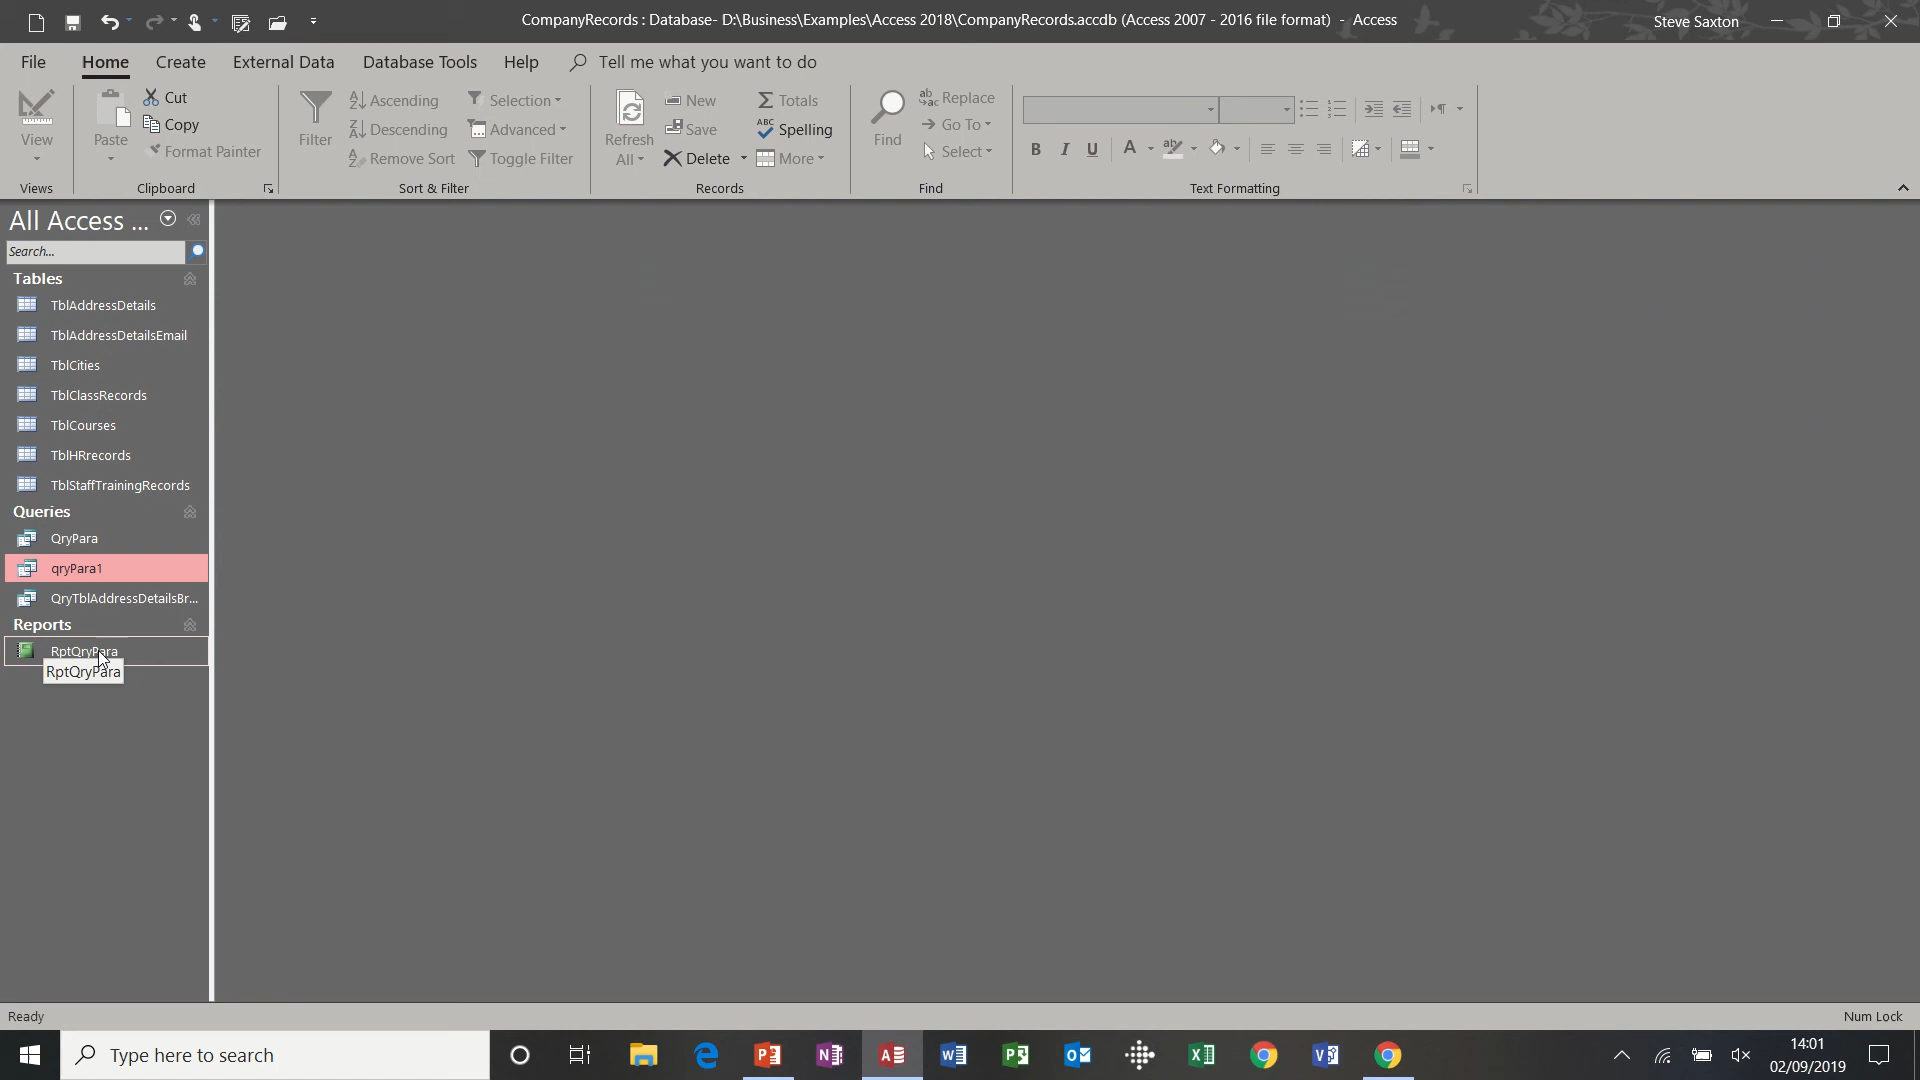 CompanyRecords : Database- D:\Business\Examples\Access 2018\CompanyRecords.accdb (Access 2007 - 2016 file format)  -  Access
Steve Saxton
File Home Create External Data Database Tools Help Tell me what you want to do
View
Views
Paste
Cut
Copy
Format Painter
Clipboard
Filter
Ascending
Descending
Remove Sort
Selection
Advanced
Toggle Filter
Sort & Filter
Refresh
All
New
Save
Delete
Totals
Spelling
More
Records
Find
Replace
Go To
Select
Find
B I U A
Text Formatting
All Access ...
Search...
Tables
TblAddressDetails
TblAddressDetailsEmail
TblCities
TblClassRecords
TblCourses
TblHRrecords
TblStaffTrainingRecords
Queries
QryPara
qryPara1
QryTblAddressDetailsBr...
Reports
RptQryPara
RptQryPara
Ready
Num Lock
Type here to search
14:01
02/09/2019